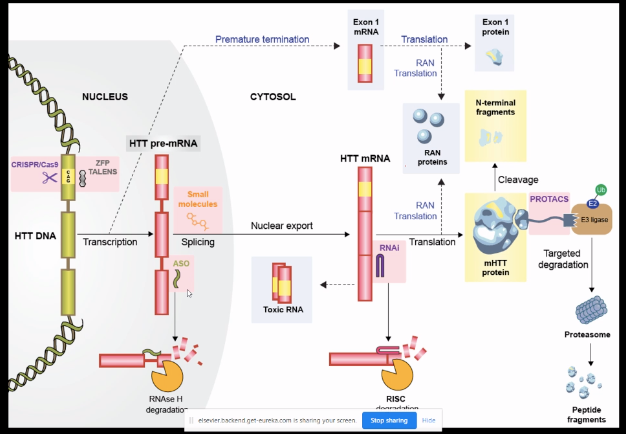 Premature termination
Exon 1
mRNA
Translation
Exon 1
protein
RAN
Translation
NUCLEUS
CYTOSOL
N-terminal
fragments
RAN
proteins
HTT pre-mRNA
HTT mRNA
CRISPR/Cas9
ZFP
TALENS
CAG
Small
molecules
Cleavage
PROTACS
Ub
E2
E3 ligase
RAN
Translation
HTT DNA
Transcription
Splicing
Nuclear export
Translation
RNAi
ASO
mHTT
protein
Targeted
degradation
Toxic RNA
Proteasome
RNAse H
degradation
RISC
degradation
Peptide
fragments
elsevier.backend.get-eureka.com is sharing your screen.
Stop sharing
Hide